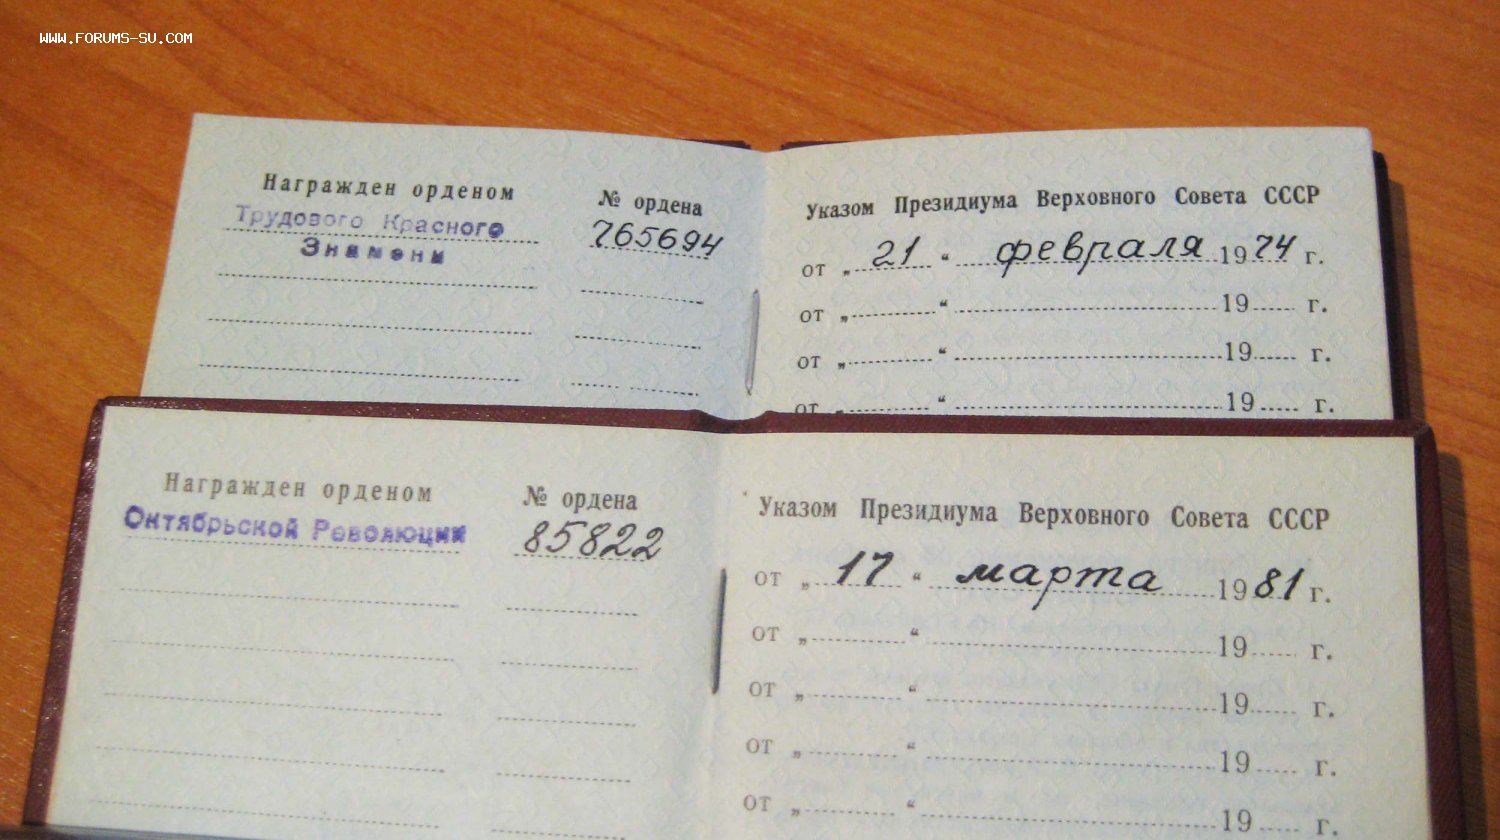 WWW.FORUMS-SU.COM
Награжден орденом № ордена
Трудового Красного 765694
Знамени
Указом Президиума Верховного Совета СССР
от „ 21 “ февраля 1974 г.
от „ “ 19 г.
от „ “ 19 г.
от „ “ 19 г.
Награжден орденом № ордена
Октябрьской Революции 85822
Указом Президиума Верховного Совета СССР
от „ 17 “ марта 1981 г.
от „ “ 19 г.
от „ “ 19 г.
от „ “ 19 г.
от „ “ 19 г.